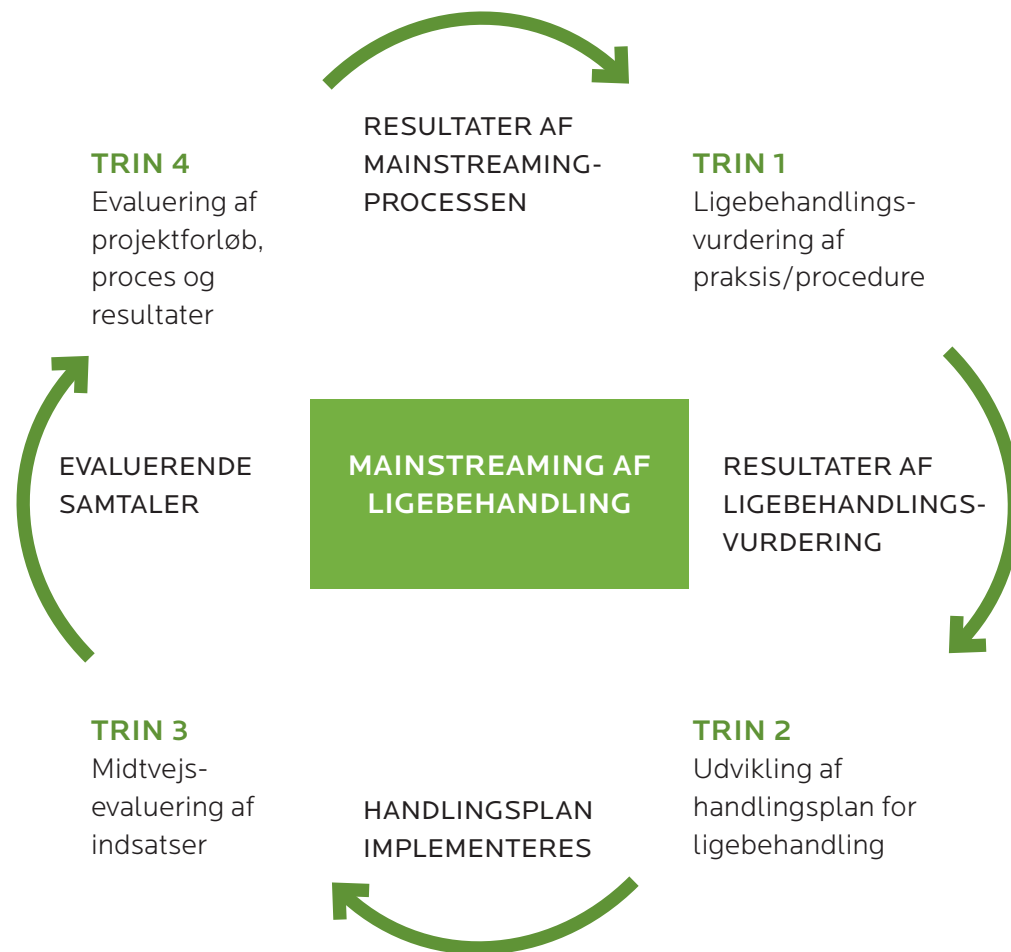 RESULTATER AF
MAINSTREAMING-
PROCESSEN
TRIN 4
Evaluering af
projektforløb,
proces og
resultater
TRIN 1
Ligebehandlings-
vurdering af
praksis/procedure
EVALUERENDE
SAMTALER
MAINSTREAMING AF
LIGEBEHANDLING
RESULTATER AF
LIGEBEHANDLINGS-
VURDERING
TRIN 3
Midtvejs-
evaluering af
indsatser
HANDLINGSPLAN
IMPLEMENTERES
TRIN 2
Udvikling af
handlingsplan for
ligebehandling